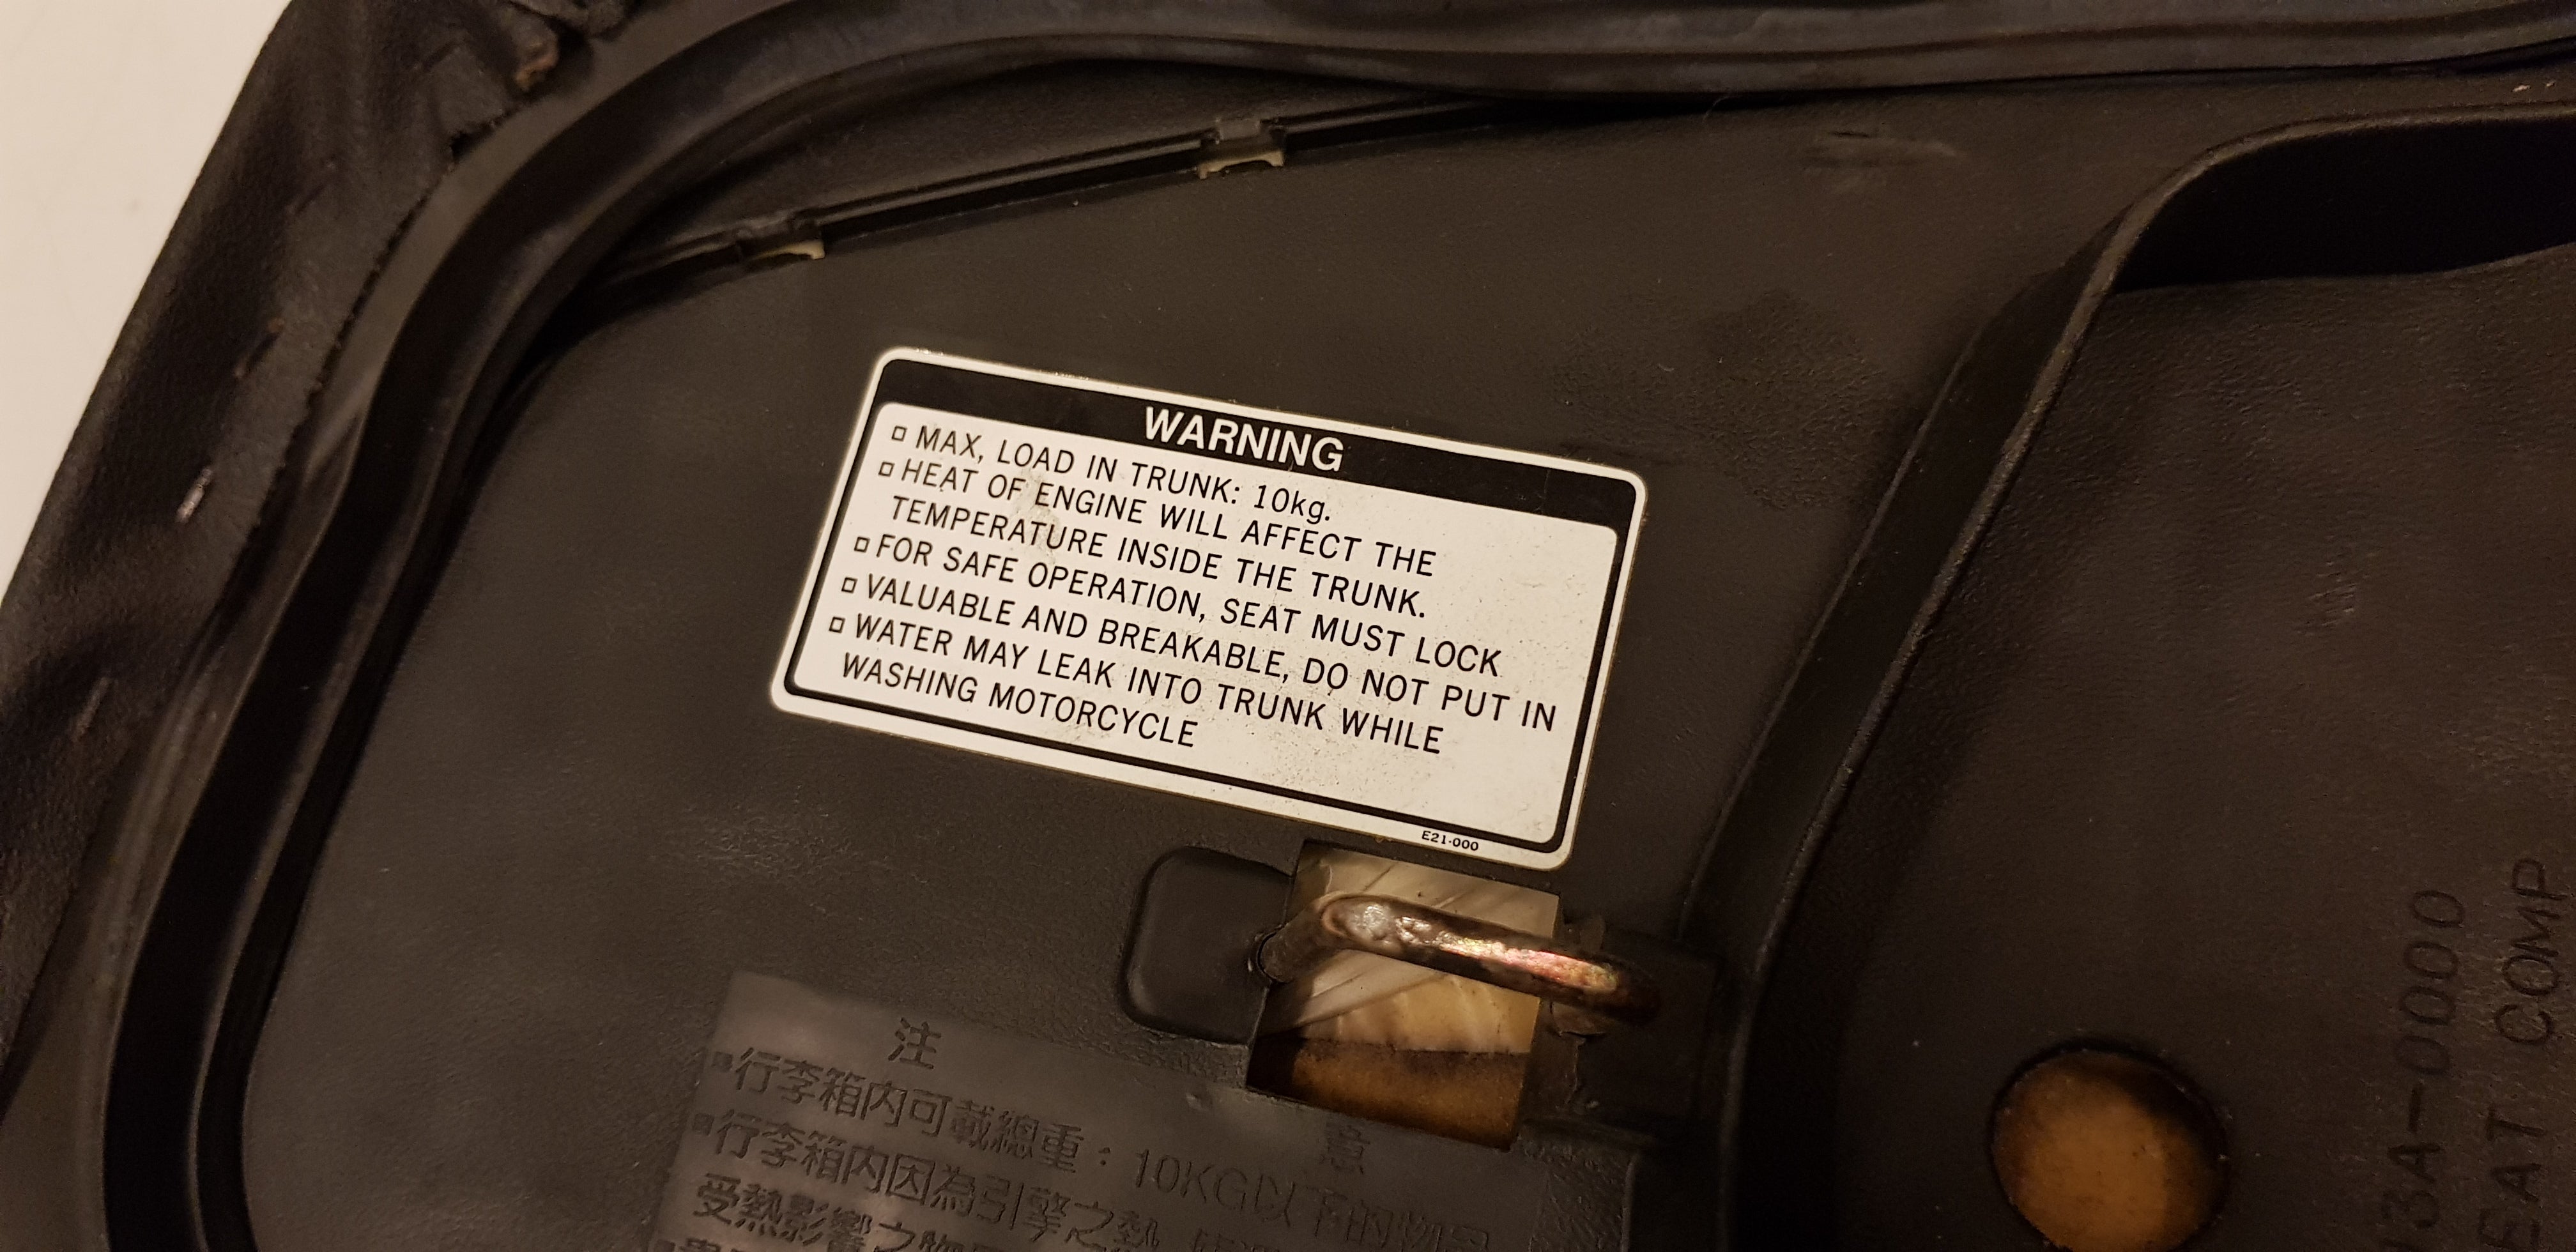 WARNING
▫ MAX, LOAD IN TRUNK: 10kg.
▫ HEAT OF ENGINE WILL AFFECT THE
TEMPERATURE INSIDE THE TRUNK.
▫ FOR SAFE OPERATION, SEAT MUST LOCK
▫ VALUABLE AND BREAKABLE, DO NOT PUT IN
▫ WATER MAY LEAK INTO TRUNK WHILE
WASHING MOTORCYCLE
E21-000
注
▫行李箱內可載總重：10KG以下的物品
▫行李箱內因為引擎之熱
受熱影響之物
3A-0000
EAT COMP